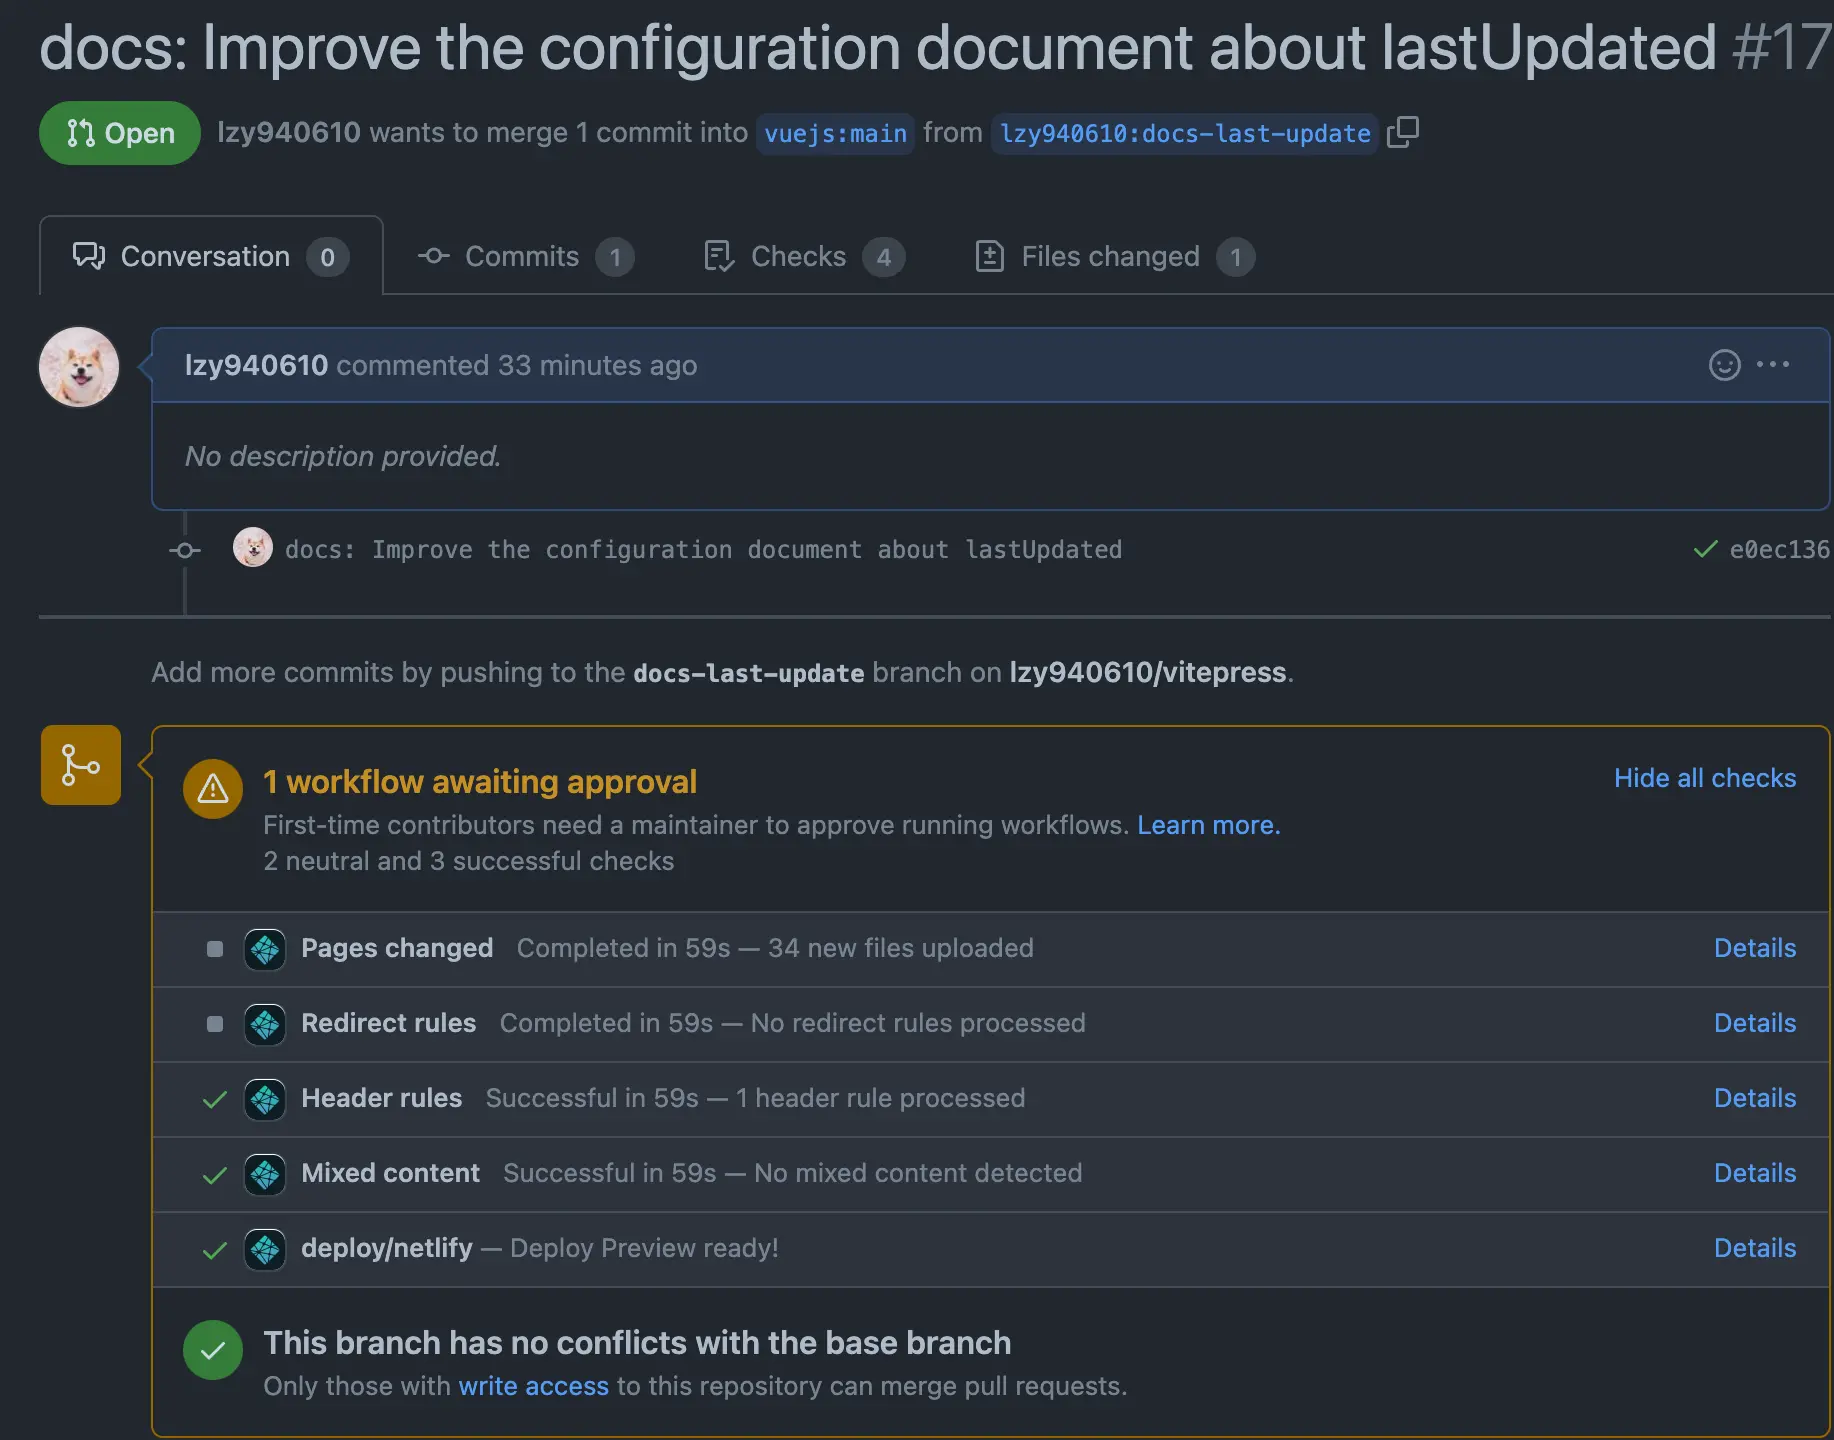 docs: Improve the configuration document about lastUpdated #17
Open lzy940610 wants to merge 1 commit into vuejs:main from lzy940610:docs-last-update
Conversation 0 Commits 1 Checks 4 Files changed 1
lzy940610 commented 33 minutes ago
No description provided.
docs: Improve the configuration document about lastUpdated e0ec136
Add more commits by pushing to the docs-last-update branch on lzy940610/vitepress.
1 workflow awaiting approval Hide all checks
First-time contributors need a maintainer to approve running workflows. Learn more.
2 neutral and 3 successful checks
Pages changed Completed in 59s — 34 new files uploaded Details
Redirect rules Completed in 59s — No redirect rules processed Details
Header rules Successful in 59s — 1 header rule processed Details
Mixed content Successful in 59s — No mixed content detected Details
deploy/netlify — Deploy Preview ready! Details
This branch has no conflicts with the base branch
Only those with write access to this repository can merge pull requests.